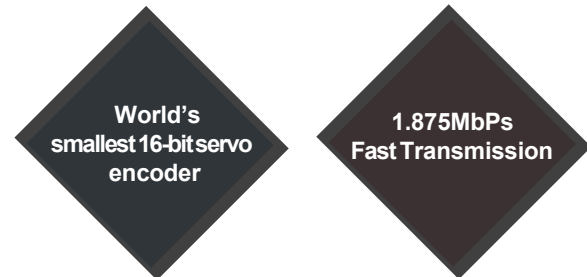 World's
smallest 16-bit servo
encoder
1.875MbPs
Fast Transmission